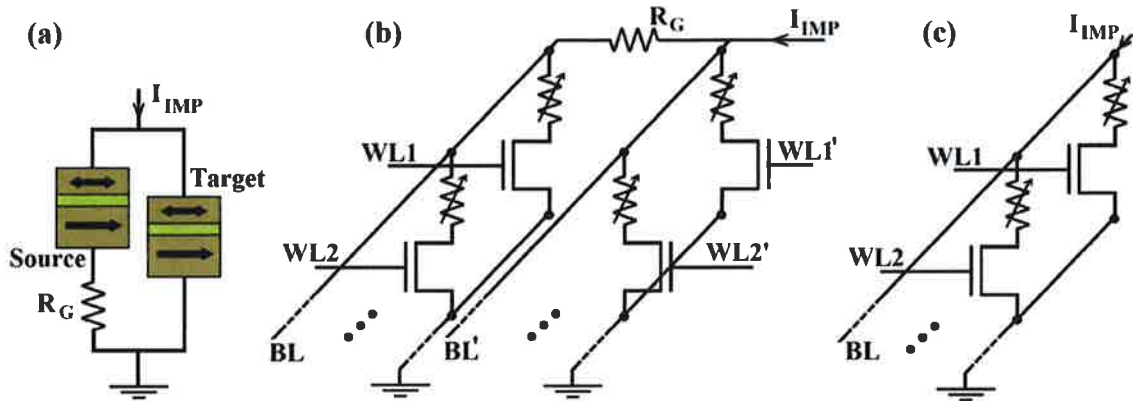 (a)
I_IMP
Target
Source
R_G
(b)
R_G
I_IMP
WL1
WL1'
WL2
WL2'
BL
BL'
(c)
I_IMP
WL1
WL2
BL